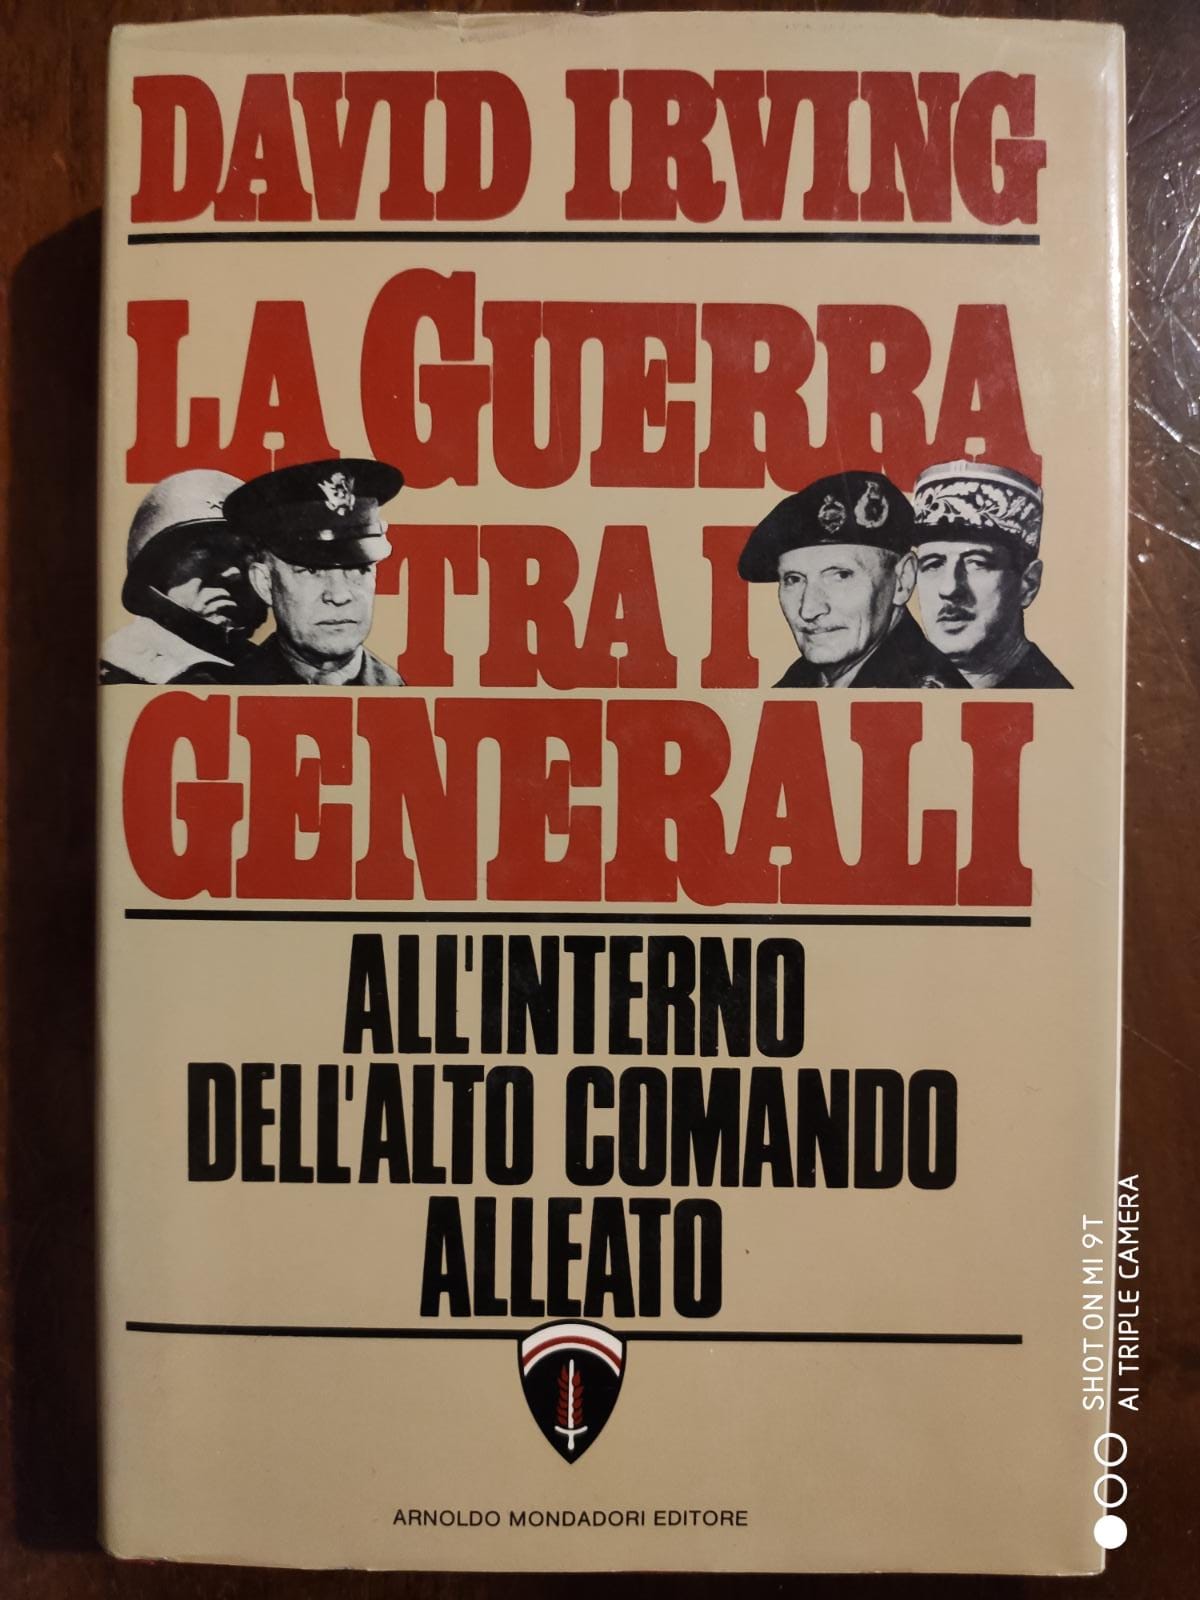 DAVID IRVING
LA GUERRA
TRA I
GENERALI
ALL'INTERNO
DELL'ALTO COMANDO
ALLEATO
ARNOLDO MONDADORI EDITORE
SHOT ON MI 9T
AI TRIPLE CAMERA